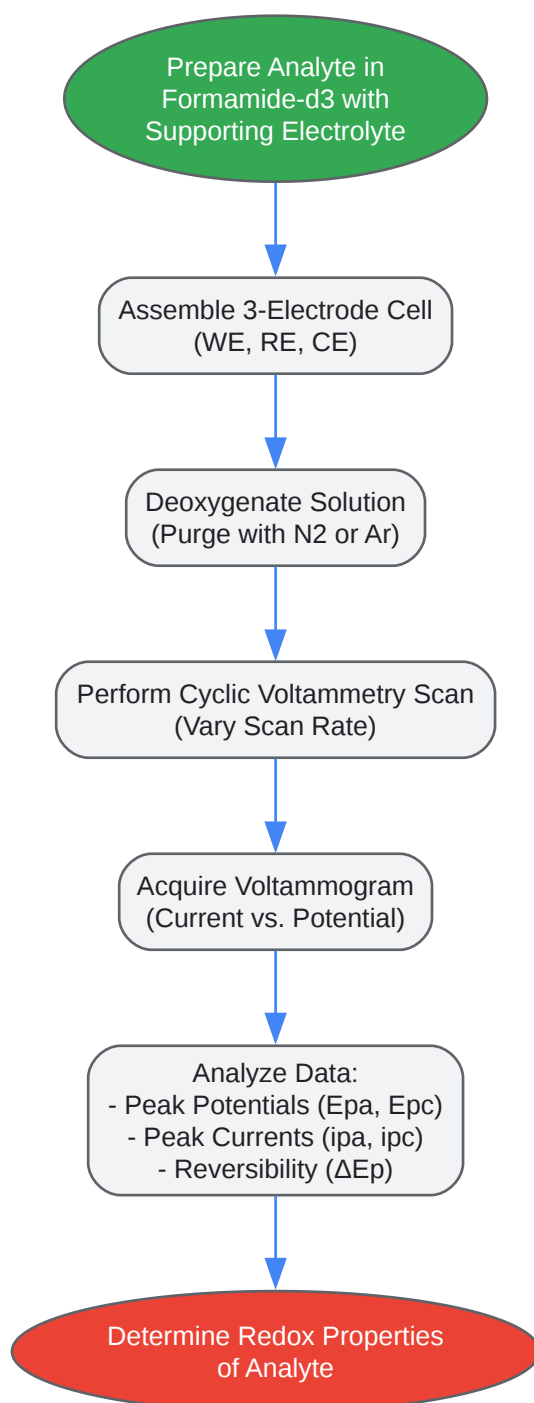 Prepare Analyte in
Formamide-d3 with
Supporting Electrolyte
Assemble 3-Electrode Cell
(WE, RE, CE)
Deoxygenate Solution
(Purge with N2 or Ar)
Perform Cyclic Voltammetry Scan
(Vary Scan Rate)
Acquire Voltammogram
(Current vs. Potential)
Analyze Data:
- Peak Potentials (Epa, Epc)
- Peak Currents (ipa, ipc)
- Reversibility (ΔEp)
Determine Redox Properties
of Analyte